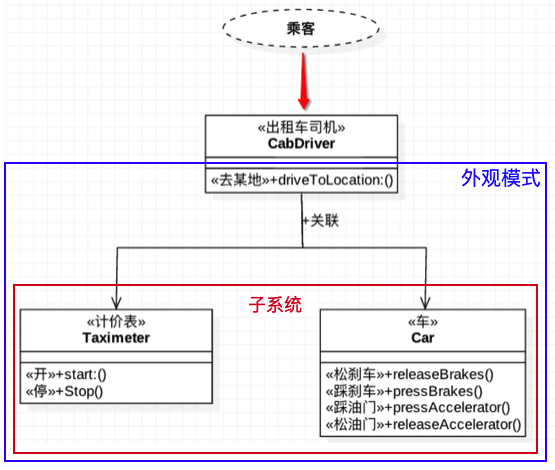 乘客
«出租车司机»
CabDriver
«去某地»+driveToLocation:()
外观模式
+关联
子系统
«计价表»
Taximeter
«开»+start:()
«停»+Stop()
«车»
Car
«松刹车»+releaseBrakes()
«踩刹车»+pressBrakes()
«踩油门»+pressAccelerator()
«松油门»+releaseAccelerator()